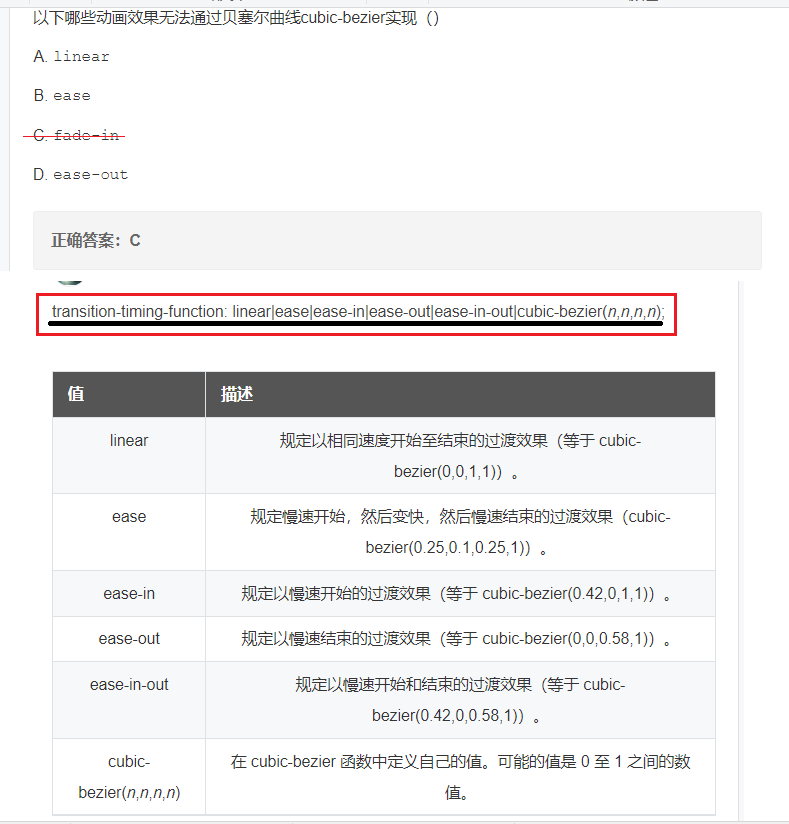 以下哪些动画效果无法通过贝塞尔曲线cubic-bezier实现（）
A. linear
B. ease
C. fade-in
D. ease-out
正确答案：C
transition-timing-function: linear|ease|ease-in|ease-out|ease-in-out|cubic-bezier(n,n,n,n);
值 描述
linear 规定以相同速度开始至结束的过渡效果（等于 cubic-
bezier(0,0,1,1)）。
ease 规定慢速开始，然后变快，然后慢速结束的过渡效果（cubic-
bezier(0.25,0.1,0.25,1)）。
ease-in 规定以慢速开始的过渡效果（等于 cubic-bezier(0.42,0,1,1)）。
ease-out 规定以慢速结束的过渡效果（等于 cubic-bezier(0,0,0.58,1)）。
ease-in-out 规定以慢速开始和结束的过渡效果（等于 cubic-
bezier(0.42,0,0.58,1)）。
cubic-
bezier(n,n,n,n) 在 cubic-bezier 函数中定义自己的值。可能的值是 0 至 1 之间的数
值。